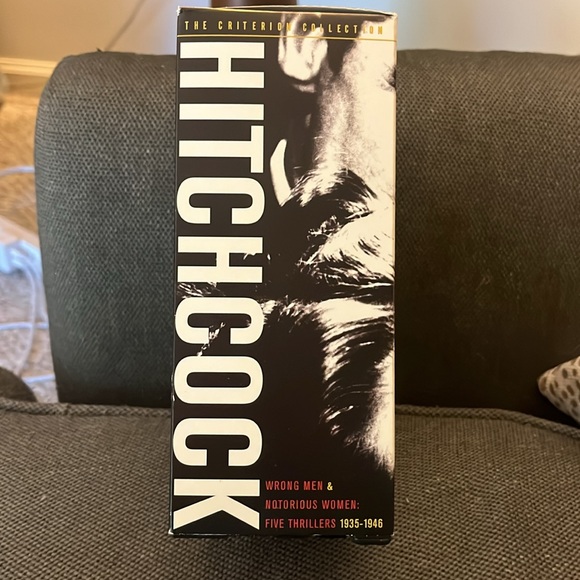 THE CRITERION COLLECTION
HITCHCOCK
WRONG MEN &
NOTORIOUS WOMEN:
FIVE THRILLERS 1935-1946